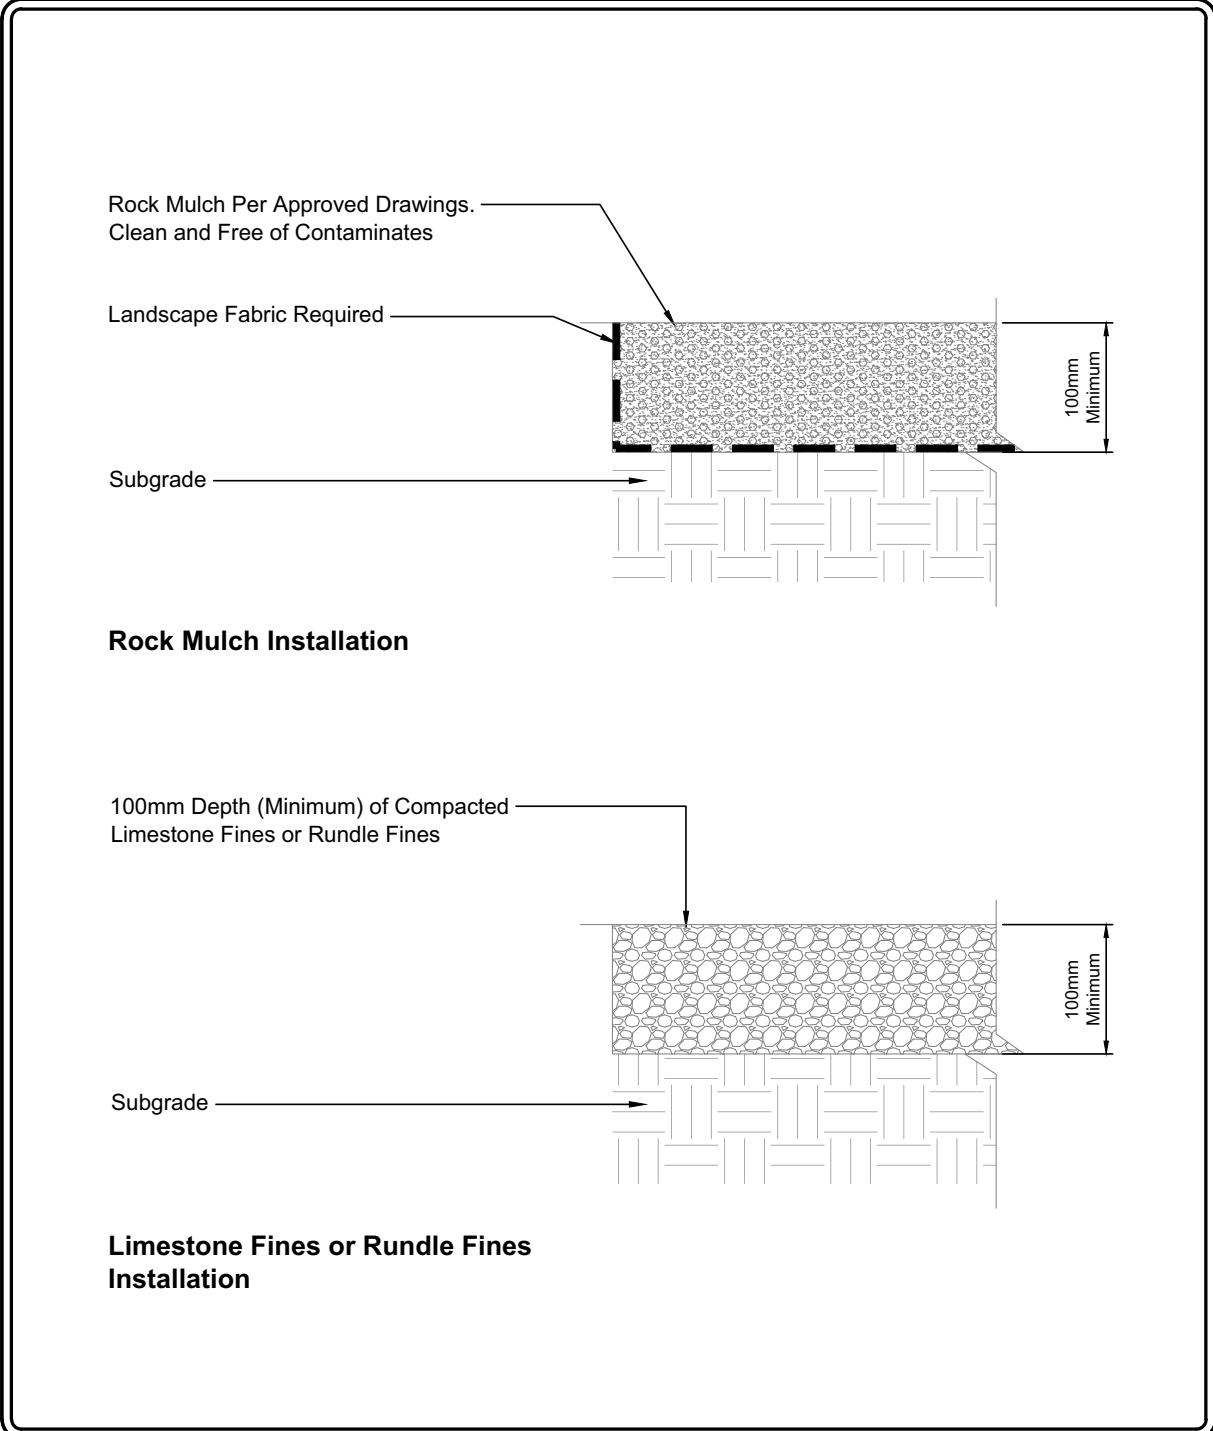 Rock Mulch Per Approved Drawings.
Clean and Free of Contaminates
Landscape Fabric Required
100mm
Minimum
Subgrade
Rock Mulch Installation
100mm Depth (Minimum) of Compacted
Limestone Fines or Rundle Fines
100mm
Minimum
Subgrade
Limestone Fines or Rundle Fines
Installation